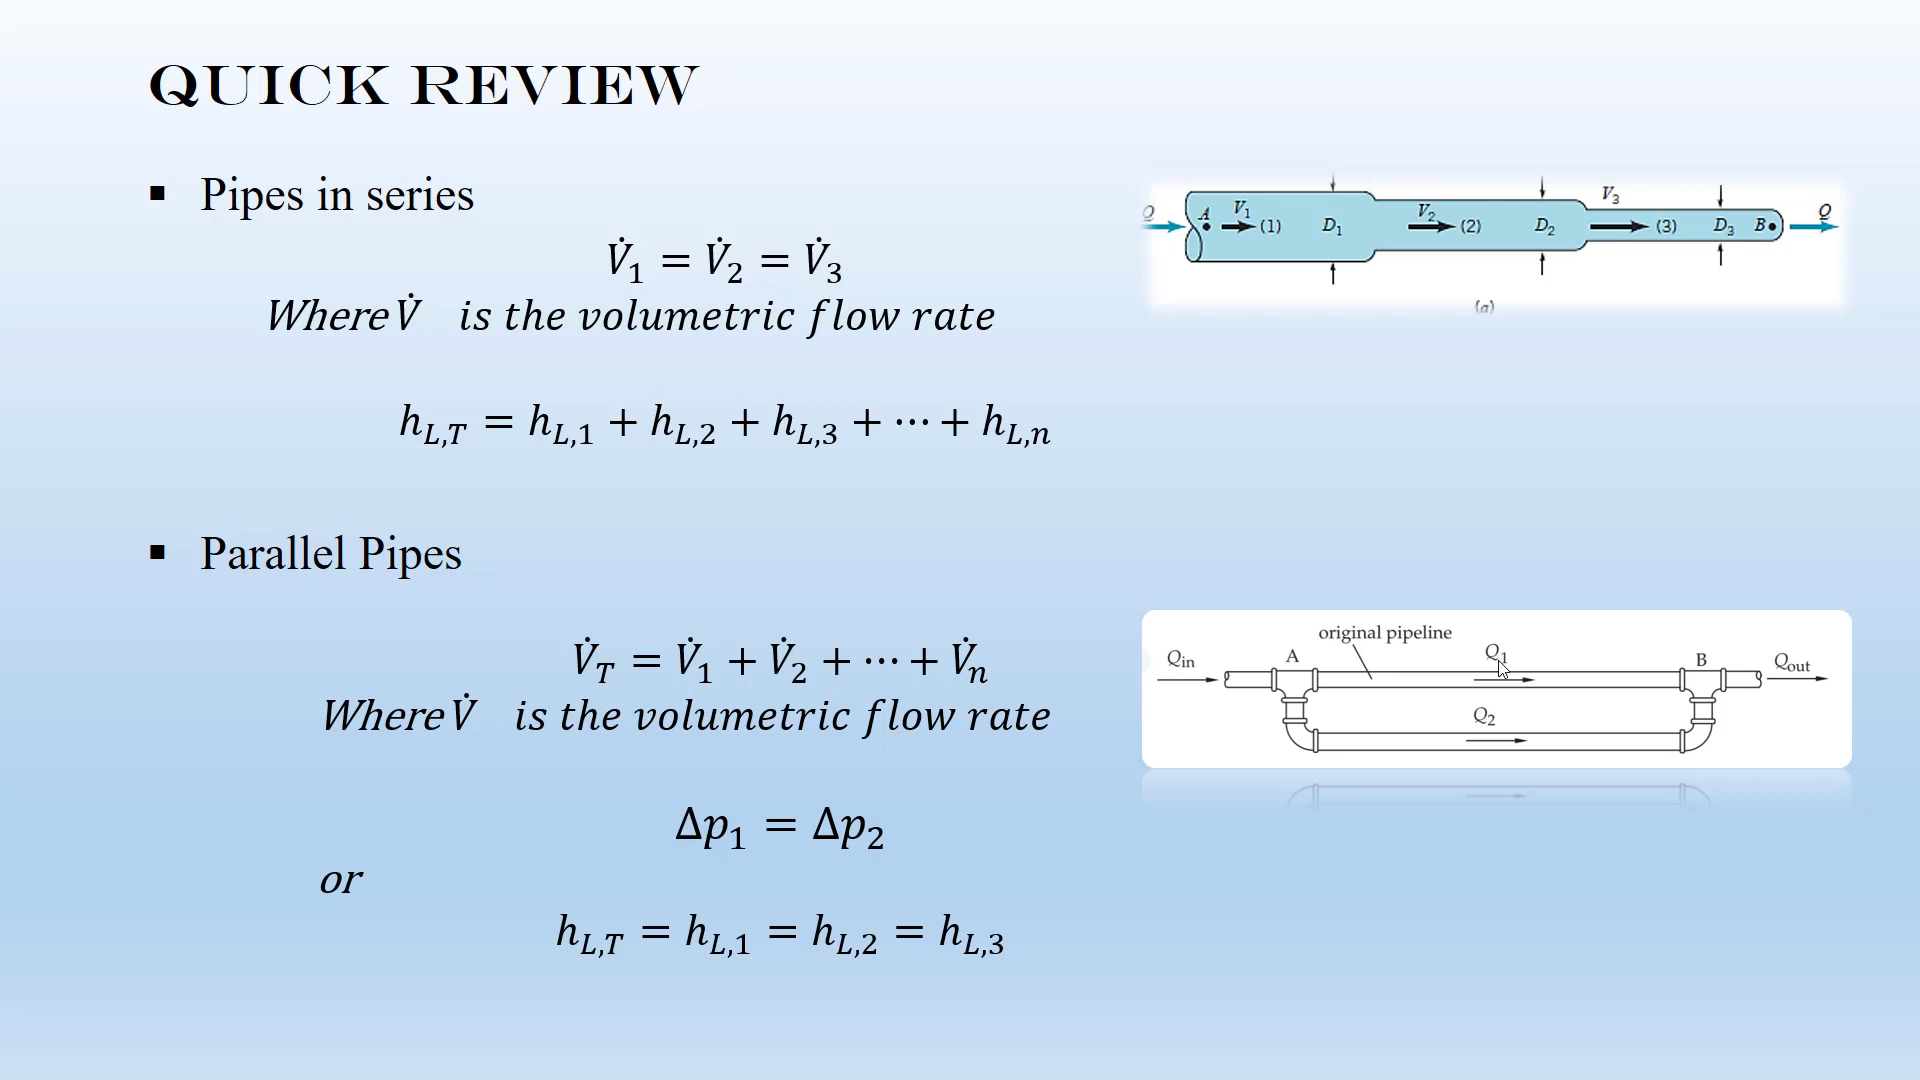 QUICK REVIEW
▪ Pipes in series
V̇₁ = V̇₂ = V̇₃
Where V̇ is the volumetric flow rate
h_{L,T} = h_{L,1} + h_{L,2} + h_{L,3} + ⋯ + h_{L,n}
Q A V₁ (1) D₁ V₂ (2) D₂ V₃ (3) D₃ B Q
(a)
▪ Parallel Pipes
V̇_T = V̇₁ + V̇₂ + ⋯ + V̇ₙ
Where V̇ is the volumetric flow rate
Δp₁ = Δp₂
or
h_{L,T} = h_{L,1} = h_{L,2} = h_{L,3}
original pipeline
Q_in A Q₁ B Q_out
Q₂